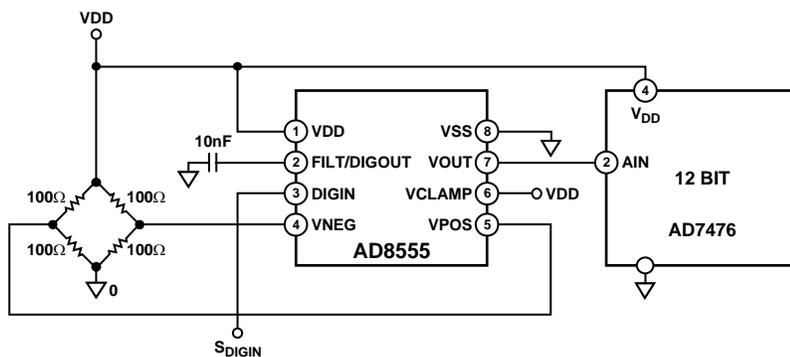 VDD
4
V_DD
1 VDD
VSS 8
10nF
2 FILT/DIGOUT
VOUT 7
2 AIN
12 BIT
3 DIGIN
VCLAMP 6
VDD
100Ω 100Ω
4 VNEG
VPOS 5
AD7476
100Ω 100Ω
AD8555
0
S_DIGIN